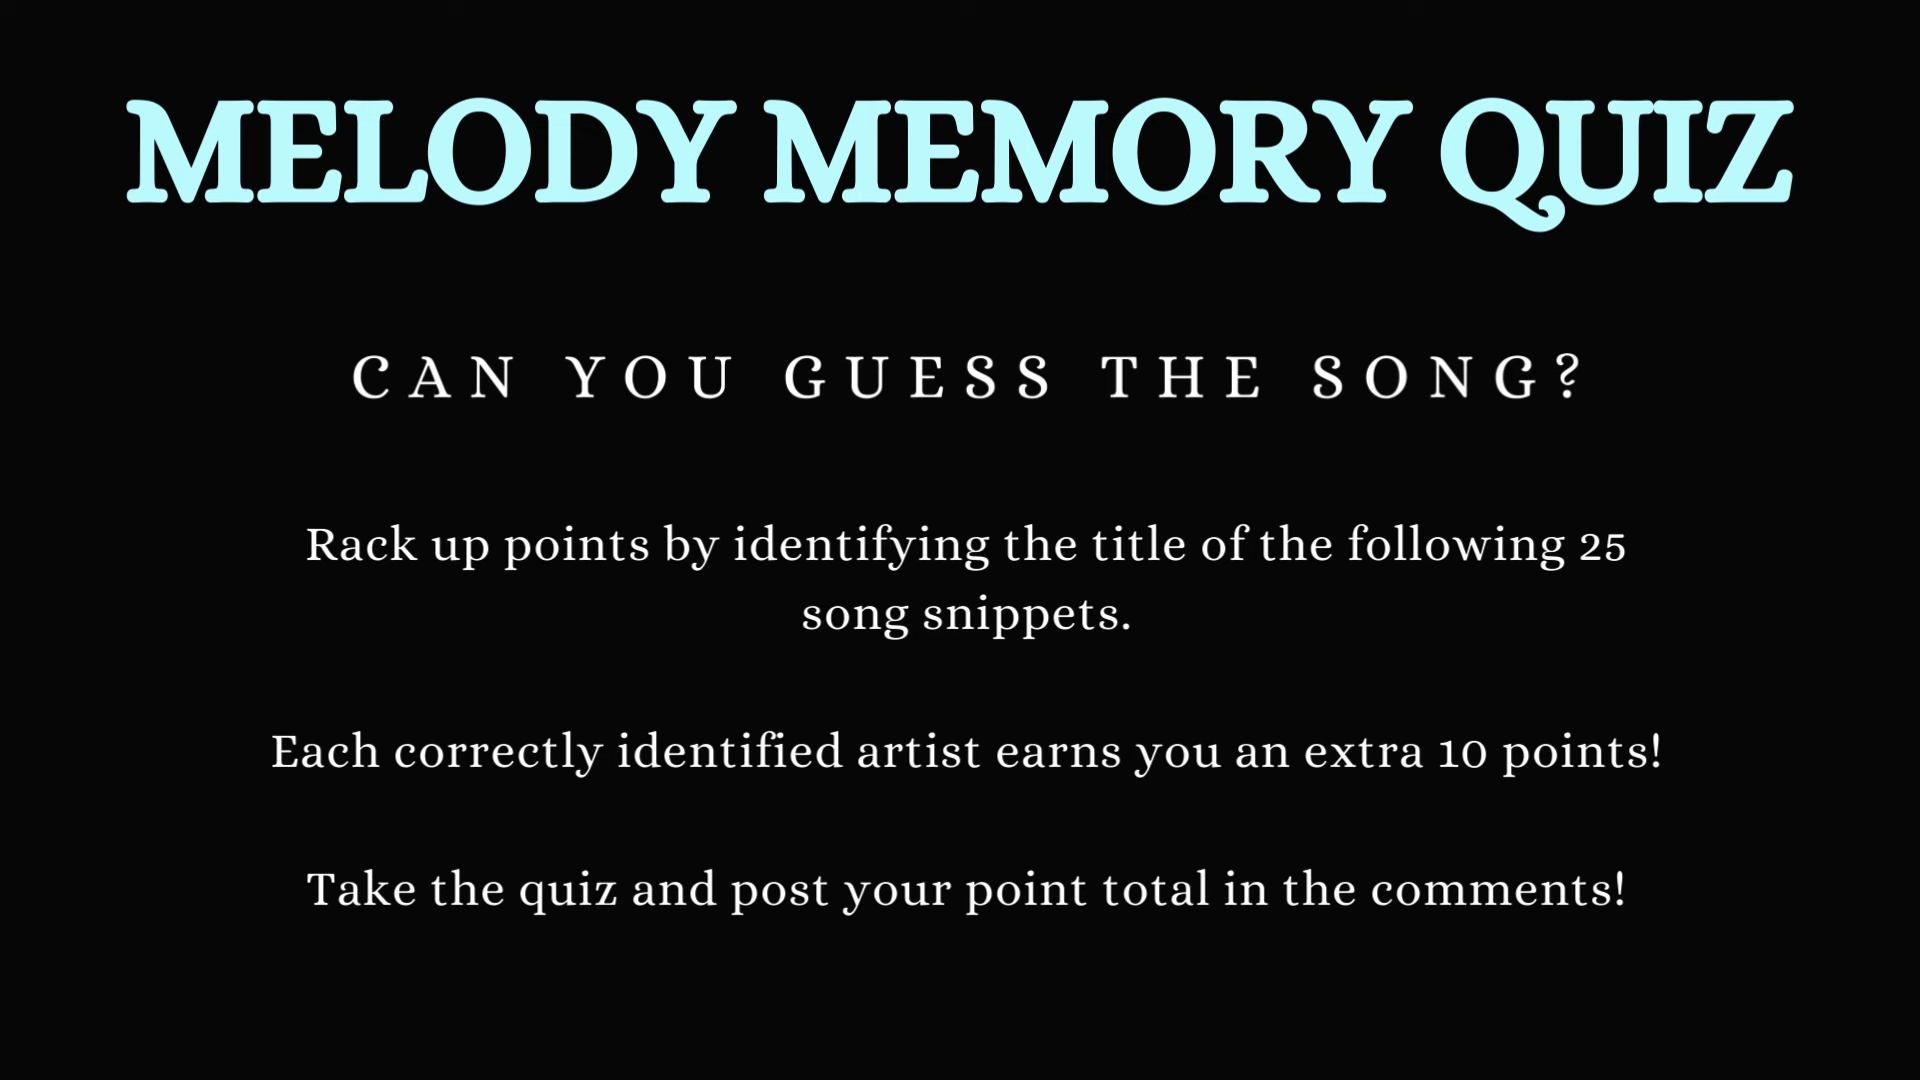 MELODY MEMORY QUIZ
CAN YOU GUESS THE SONG?
Rack up points by identifying the title of the following 25
song snippets.
Each correctly identified artist earns you an extra 10 points!
Take the quiz and post your point total in the comments!